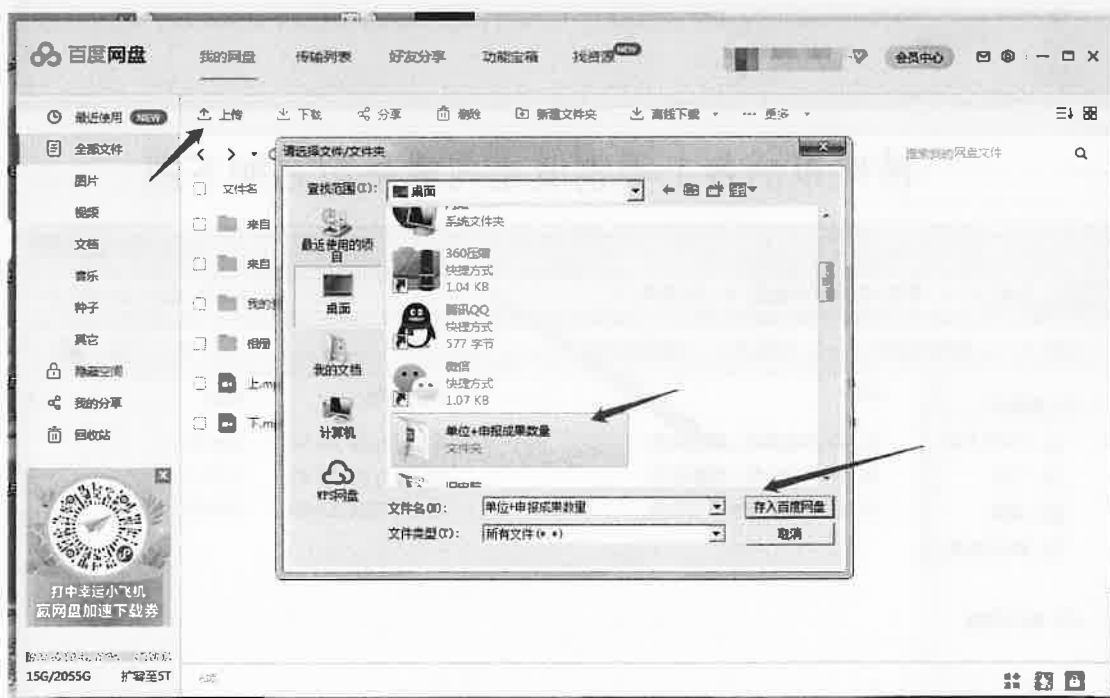 百度网盘
我的网盘 传输列表 好友分享 功能宝箱 找资源 NEW
会员中心
最近使用 NEW
上传 下载 分享 删除 新建文件夹 离线下载 更多
全部文件
请选择文件/文件夹
搜索我的网盘文件
图片
文件名
查找范围(I): 桌面
视频
来自
系统文件夹
最近使用的项目
文档
360压缩
快捷方式
1.04 KB
音乐
来自
桌面
种子
我的
腾讯QQ
快捷方式
577 字节
其它
我的文档
微信
快捷方式
1.07 KB
隐藏空间
上.m
我的分享
计算机
单位+申报成果数量
文件夹
回收站
下.m
WPS网盘
文件名(N): 单位+申报成果数量 存入百度网盘
文件类型(T): 所有文件(*.*) 取消
打中幸运小飞机
赢网盘加速下载券
15G/2055G 扩容至5T